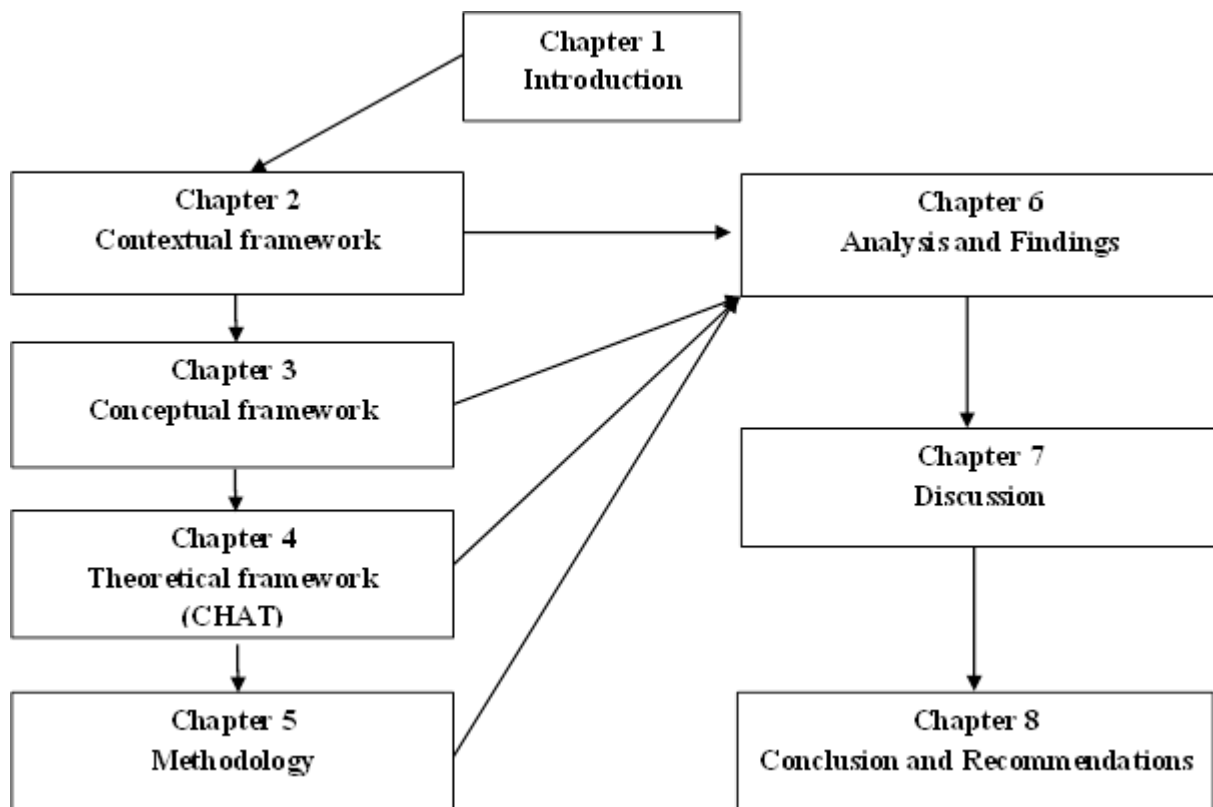 Chapter 1
Introduction
Chapter 2
Contextual framework
Chapter 3
Conceptual framework
Chapter 4
Theoretical framework
(CHAT)
Chapter 5
Methodology
Chapter 6
Analysis and Findings
Chapter 7
Discussion
Chapter 8
Conclusion and Recommendations